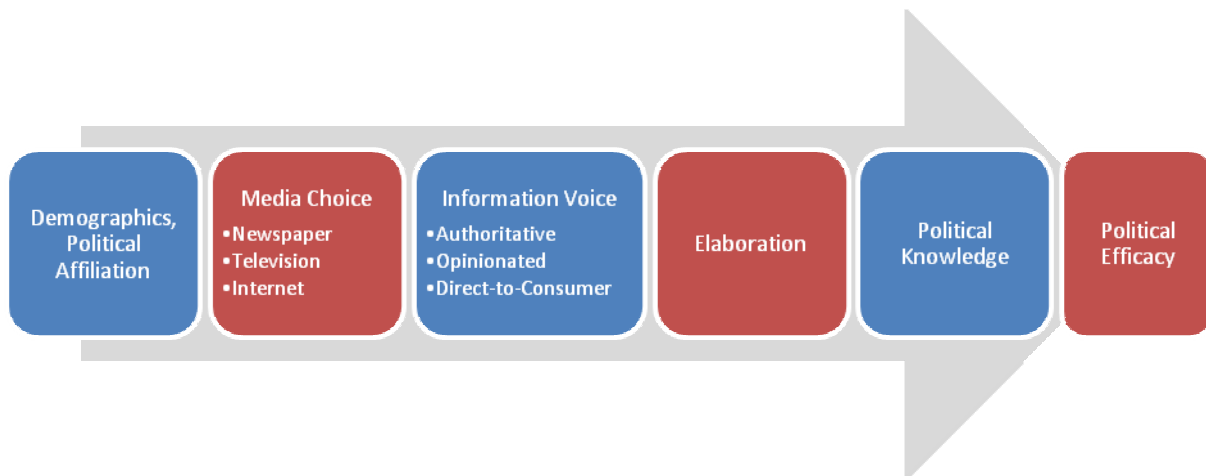 Demographics,
Political
Affiliation
Media Choice
•Newspaper
•Television
•Internet
Information Voice
•Authoritative
•Opinionated
•Direct-to-Consumer
Elaboration
Political
Knowledge
Political
Efficacy